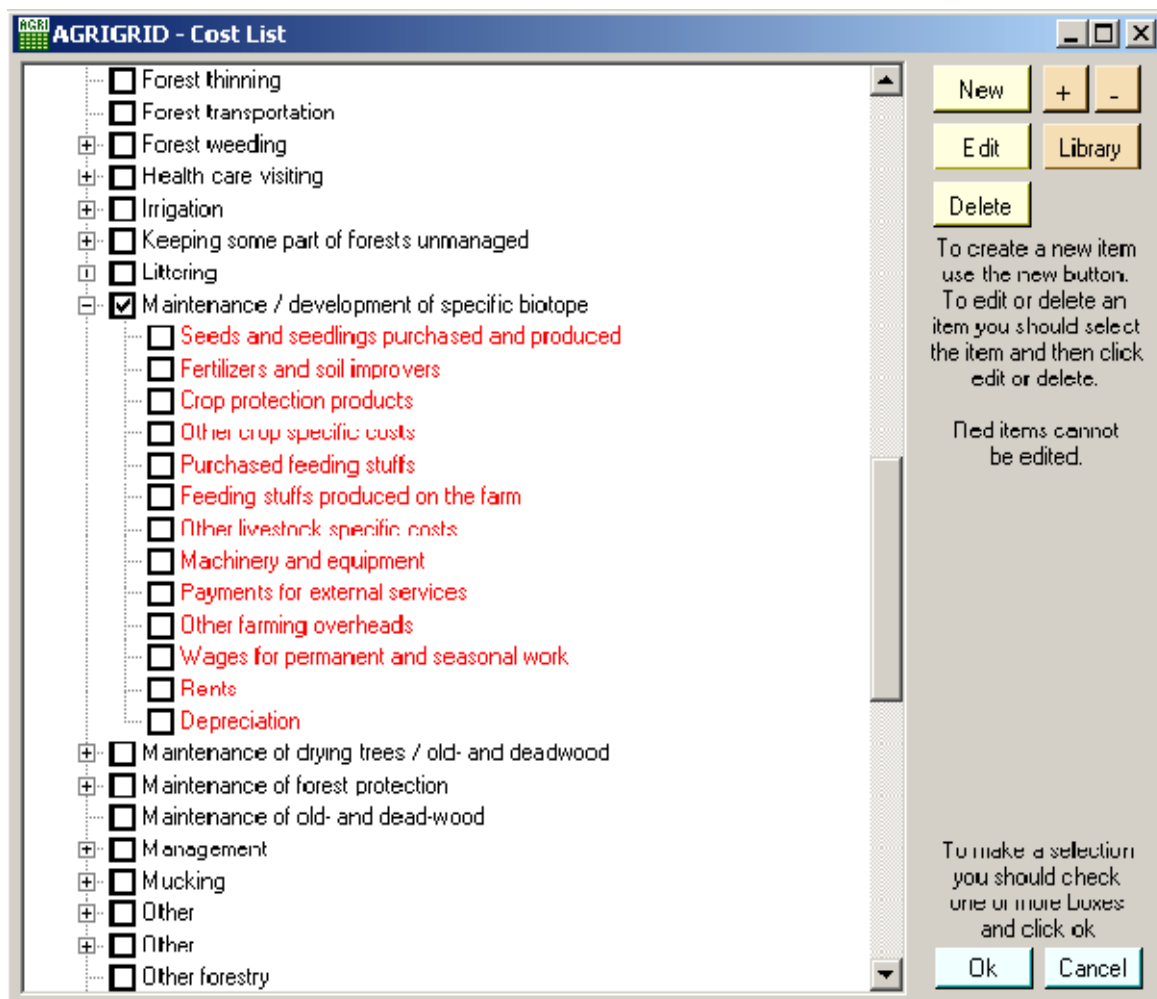 AGRI
AGRIGRID - Cost List
Forest thinning
Forest transportation
Forest weeding
Health care visiting
Irrigation
Keeping some part of forests unmanaged
Littering
Maintenance / development of specific biotope
Seeds and seedlings purchased and produced
Fertilizers and soil improvers
Crop protection products
Other crop specific costs
Purchased feeding stuffs
Feeding stuffs produced on the farm
Other livestock specific costs
Machinery and equipment
Payments for external services
Other farming overheads
Wages for permanent and seasonal work
Rents
Depreciation
Maintenance of drying trees / old- and deadwood
Maintenance of forest protection
Maintenance of old- and dead-wood
Management
Mucking
Other
Other
Other forestry
New + -
Edit Library
Delete
To create a new item
use the new button.
To edit or delete an
item you should select
the item and then click
edit or delete.
Red items cannot
be edited.
To make a selection
you should check
one or more boxes
and click ok
Ok Cancel